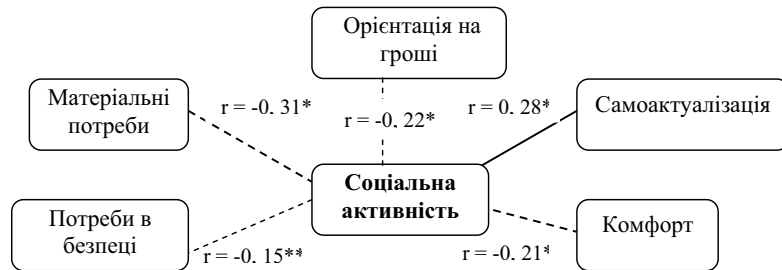 Орієнтація на
гроші
Матеріальні
потреби
r = -0, 31*
r = -0, 22*
r = 0, 28*
Самоактуалізація
Соціальна
активність
Потреби в
безпеці
r = -0, 15**
r = -0, 21*
Комфорт